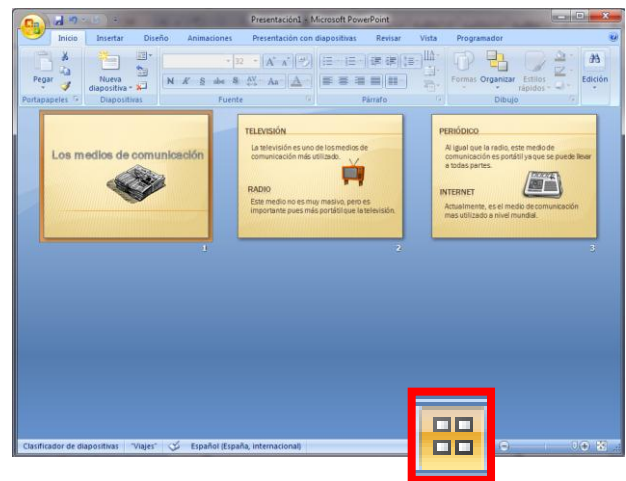 Presentación1 - Microsoft PowerPoint
Inicio Insertar Diseño Animaciones Presentación con diapositivas Revisar Vista Programador
Pegar
Nueva
diapositiva
32
N K S abc S AV Aa A
Formas Organizar Estilos
rápidos
Edición
Portapapeles Diapositivas Fuente Párrafo Dibujo
Los medios de comunicación
1
TELEVISIÓN
La televisión es uno de los medios de
comunicación más utilizado.
RADIO
Este medio no es muy masivo, pero es
importante pues más portátil que la televisión.
2
PERIÓDICO
Al igual que la radio, este medio de
comunicación es portátil ya que se puede llevar
a todas partes.
INTERNET
Actualmente, es el medio de comunicación
mas utilizado a nivel mundial.
3
Clasificador de diapositivas "Viajes" Español (España, internacional)